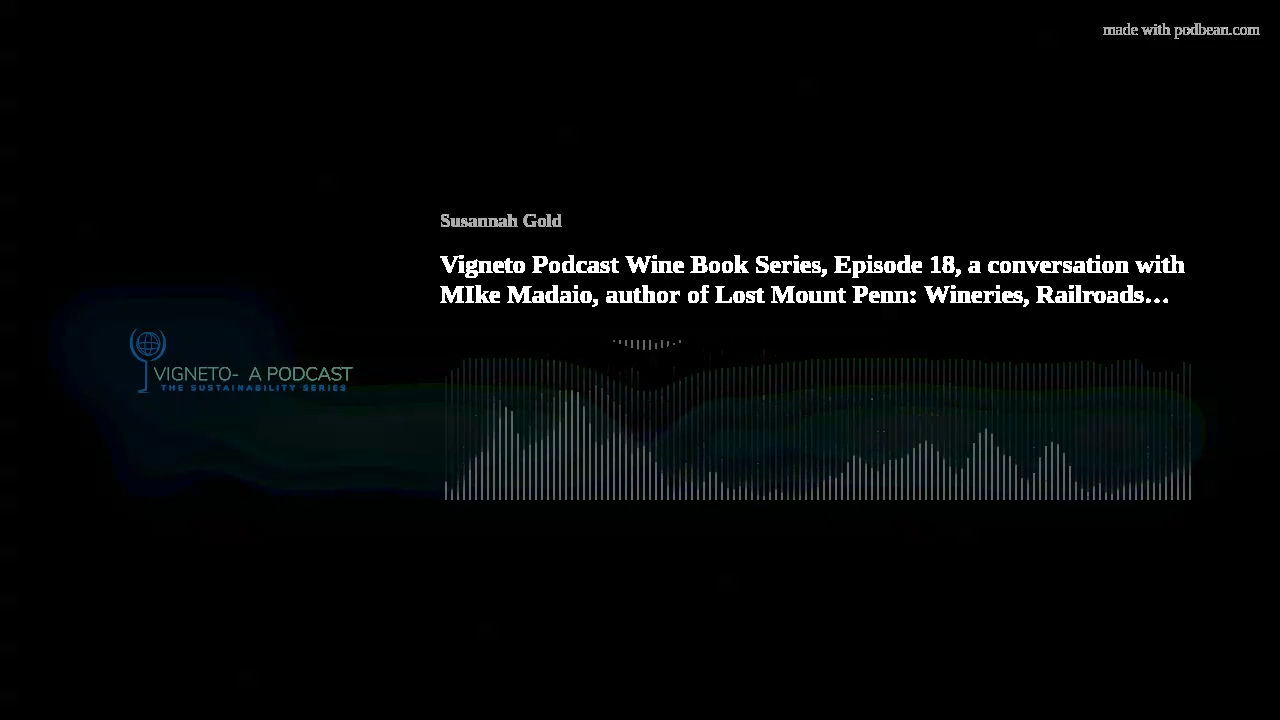 made with podbean.com
Susannah Gold
Vigneto Podcast Wine Book Series, Episode 18, a conversation with
MIke Madaio, author of Lost Mount Penn: Wineries, Railroads…
VIGNETO- A PODCAST
THE SUSTAINABILITY SERIES